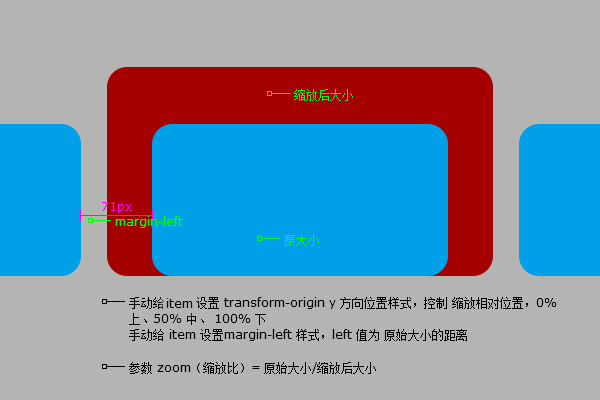 缩放后大小
71px
margin-left
原大小
手动给item 设置 transform-origin y 方向位置样式，控制 缩放相对位置，0%
上、50% 中 、 100% 下
手动给 item 设置margin-left 样式，left 值为 原始大小的距离
参数 zoom（缩放比）= 原始大小/缩放后大小